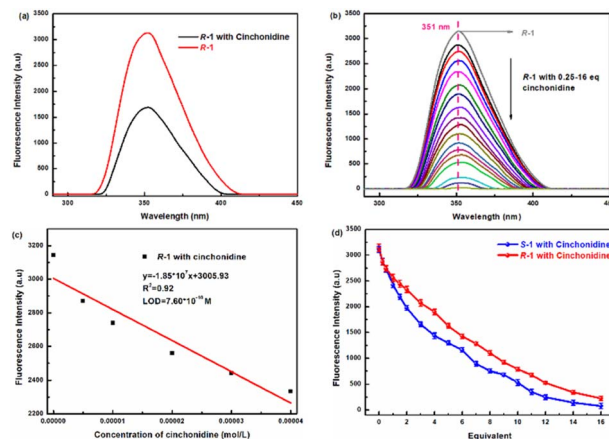 (a)
R-1 with Cinchonidine
R-1
Fluorescence Intensity (a.u)
3500
3000
2500
2000
1500
1000
500
0
300
350
400
450
Wavelength (nm)
(b)
351 nm
R-1
R-1 with 0.25-16 eq
cinchonidine
Fluorescence Intensity (a.u)
3500
3000
2500
2000
1500
1000
500
0
300
350
400
450
Wavelength (nm)
(c)
R-1 with cinchonidine
y=-1.85*10⁷x+3005.93
R²=0.92
Fluorescence Intensity (a.u)
3200
3000
2800
2600
2400
2200
0.00000
0.00001
0.00002
0.00003
0.00004
Concentration of cinchonidine (mol/L)
(d)
S-1 with Cinchonidine
R-1 with Cinchonidine
Fluorescence Intensity (a.u)
3500
3000
2500
2000
1500
1000
500
0
0
2
4
6
8
10
12
14
16
Equivalent